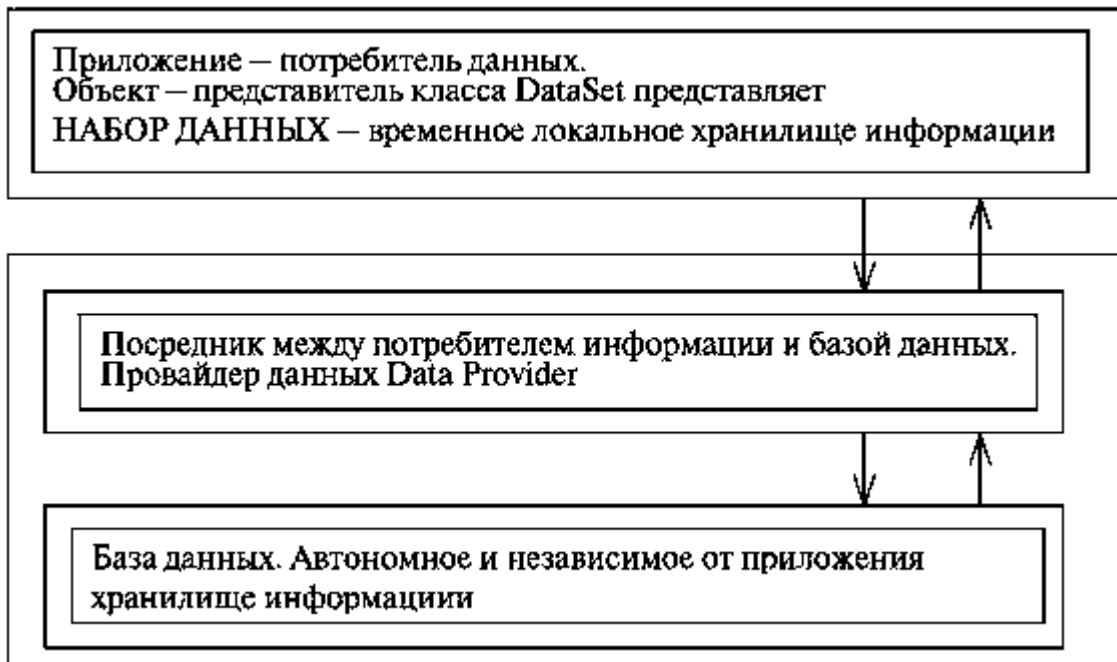 Приложение – потребитель данных.
Объект – представитель класса DataSet представляет
НАБОР ДАННЫХ – временное локальное хранилище информации
Посредник между потребителем информации и базой данных.
Провайдер данных Data Provider
База данных. Автономное и независимое от приложения
хранилище информациии